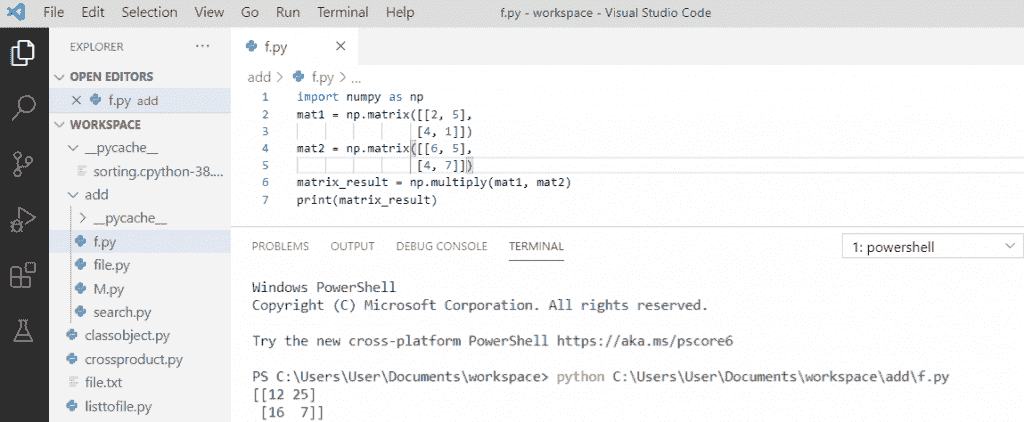 File Edit Selection View Go Run Terminal Help f.py - workspace - Visual Studio Code
EXPLORER ...
OPEN EDITORS
f.py add
WORKSPACE
__pycache__
sorting.cpython-38....
add
__pycache__
f.py
file.py
M.py
search.py
classobject.py
crossproduct.py
file.txt
listtofile.py
f.py
add > f.py > ...
1 import numpy as np
2 mat1 = np.matrix([[2, 5],
3 [4, 1]])
4 mat2 = np.matrix([[6, 5],
5 [4, 7]])
6 matrix_result = np.multiply(mat1, mat2)
7 print(matrix_result)
PROBLEMS OUTPUT DEBUG CONSOLE TERMINAL 1: powershell
Windows PowerShell
Copyright (C) Microsoft Corporation. All rights reserved.
Try the new cross-platform PowerShell https://aka.ms/pscore6
PS C:\Users\User\Documents\workspace> python C:\Users\User\Documents\workspace\add\f.py
[[12 25]
[16 7]]